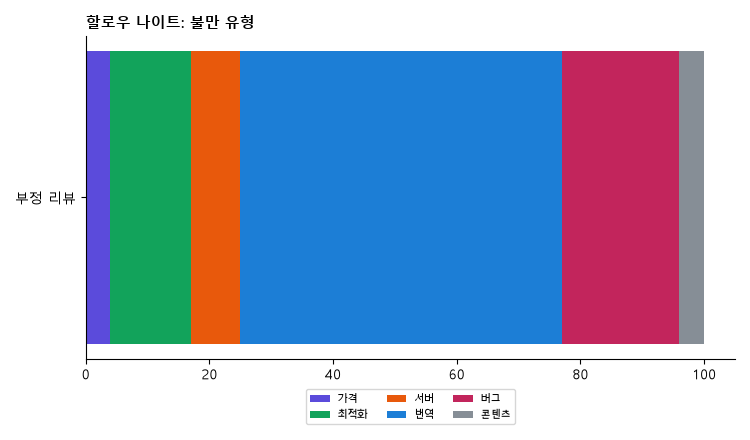 할로우 나이트: 불만 유형
부정 리뷰
0 20 40 60 80 100
가격 서버 버그
최적화 번역 콘텐츠